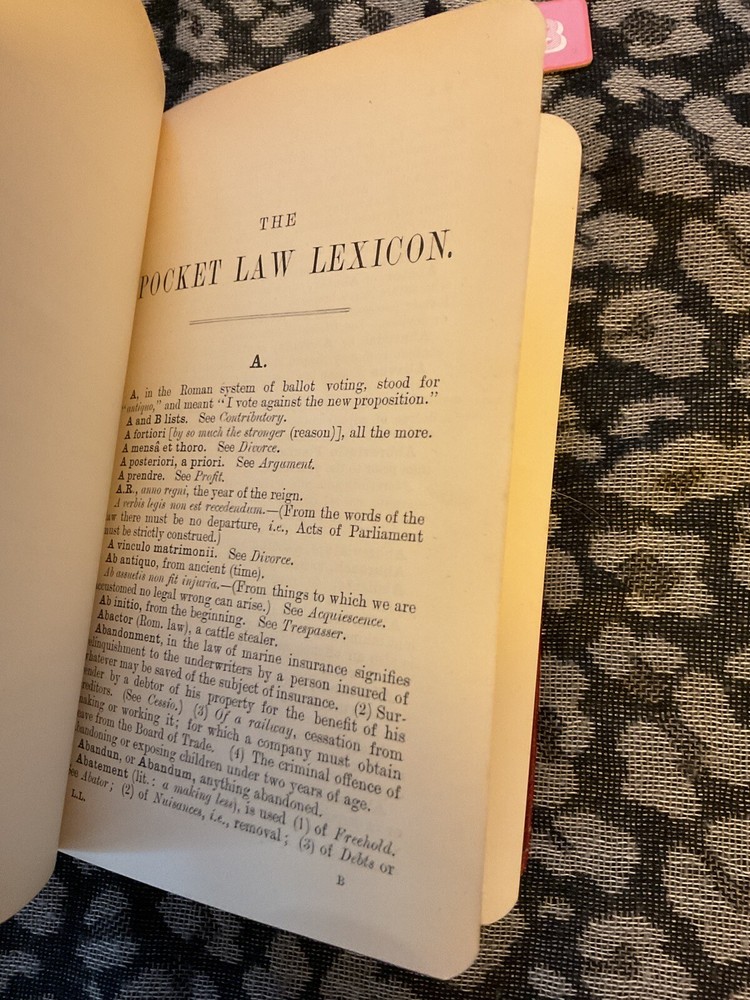 THE
POCKET LAW LEXICON.
A.
A, in the Roman system of ballot voting, stood for
"antiquo," and meant "I vote against the new proposition."
A and B lists. See Contributory.
A fortiori [by so much the stronger (reason)], all the more.
A mensâ et thoro. See Divorce.
A posteriori, a priori. See Argument.
A prendre. See Profit.
A.R., anno regni, the year of the reign.
A verbis legis non est recedendum.—(From the words of the
law there must be no departure, i.e., Acts of Parliament
must be strictly construed.]
A vinculo matrimonii. See Divorce.
Ab antiquo, from ancient (time).
Ab assuetis non fit injuria.—(From things to which we are
accustomed no legal wrong can arise.) See Acquiescence.
Ab initio, from the beginning. See Trespasser.
Abactor (Rom. law), a cattle stealer.
Abandonment, in the law of marine insurance signifies
relinquishment to the underwriters by a person insured of
whatever may be saved of the subject of insurance. (2) Sur-
render by a debtor of his property for the benefit of his
creditors. (See Cessio.) (3) Of a railway, cessation from
making or working it; for which a company must obtain
leave from the Board of Trade. (4) The criminal offence of
abandoning or exposing children under two years of age.
Abandun, or Abandum, anything abandoned.
Abatement (lit.: a making less), is used (1) of Freehold.
See Abator; (2) of Nuisances, i.e., removal; (3) of Debts or
L.L.
B